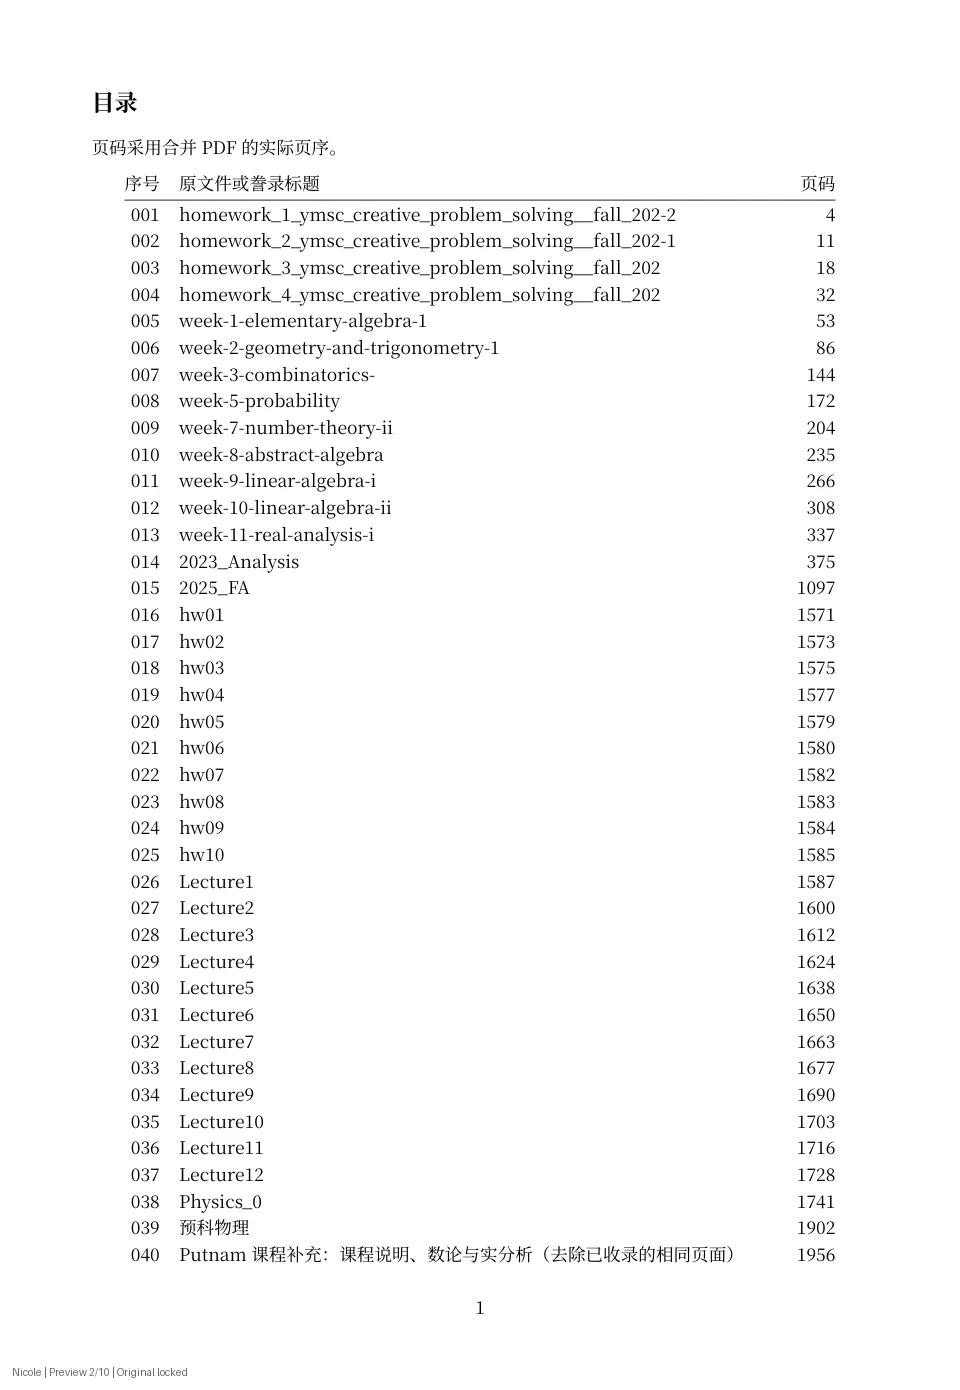 目录
页码采用合并 PDF 的实际页序。
序号 原文件或誊录标题 页码
001 homework_1_ymsc_creative_problem_solving__fall_202-2 4
002 homework_2_ymsc_creative_problem_solving__fall_202-1 11
003 homework_3_ymsc_creative_problem_solving__fall_202 18
004 homework_4_ymsc_creative_problem_solving__fall_202 32
005 week-1-elementary-algebra-1 53
006 week-2-geometry-and-trigonometry-1 86
007 week-3-combinatorics- 144
008 week-5-probability 172
009 week-7-number-theory-ii 204
010 week-8-abstract-algebra 235
011 week-9-linear-algebra-i 266
012 week-10-linear-algebra-ii 308
013 week-11-real-analysis-i 337
014 2023_Analysis 375
015 2025_FA 1097
016 hw01 1571
017 hw02 1573
018 hw03 1575
019 hw04 1577
020 hw05 1579
021 hw06 1580
022 hw07 1582
023 hw08 1583
024 hw09 1584
025 hw10 1585
026 Lecture1 1587
027 Lecture2 1600
028 Lecture3 1612
029 Lecture4 1624
030 Lecture5 1638
031 Lecture6 1650
032 Lecture7 1663
033 Lecture8 1677
034 Lecture9 1690
035 Lecture10 1703
036 Lecture11 1716
037 Lecture12 1728
038 Physics_0 1741
039 预科物理 1902
040 Putnam 课程补充：课程说明、数论与实分析（去除已收录的相同页面） 1956
1
Nicole | Preview 2/10 | Original locked